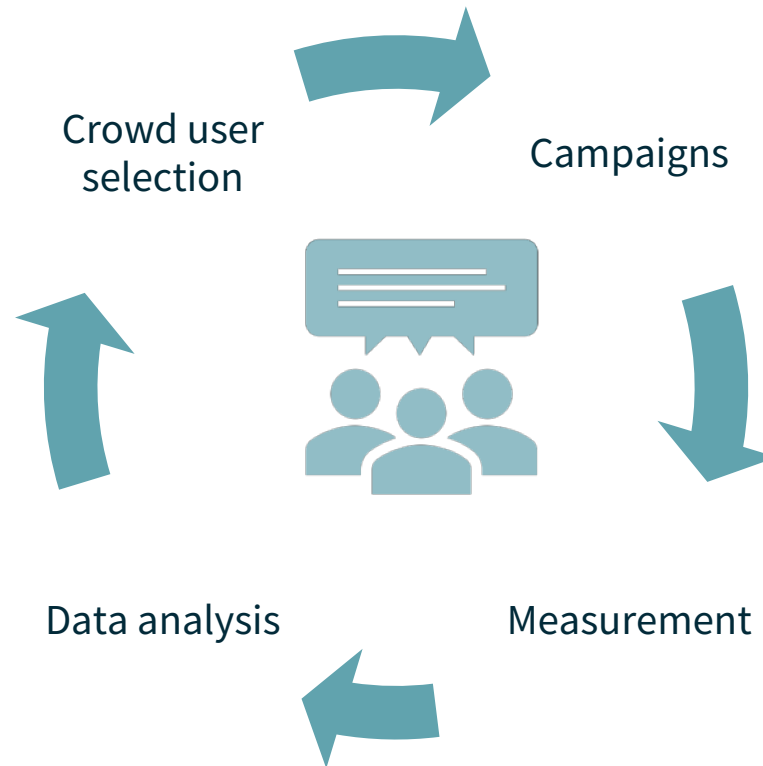 Crowd user
selection
Campaigns
Measurement
Data analysis